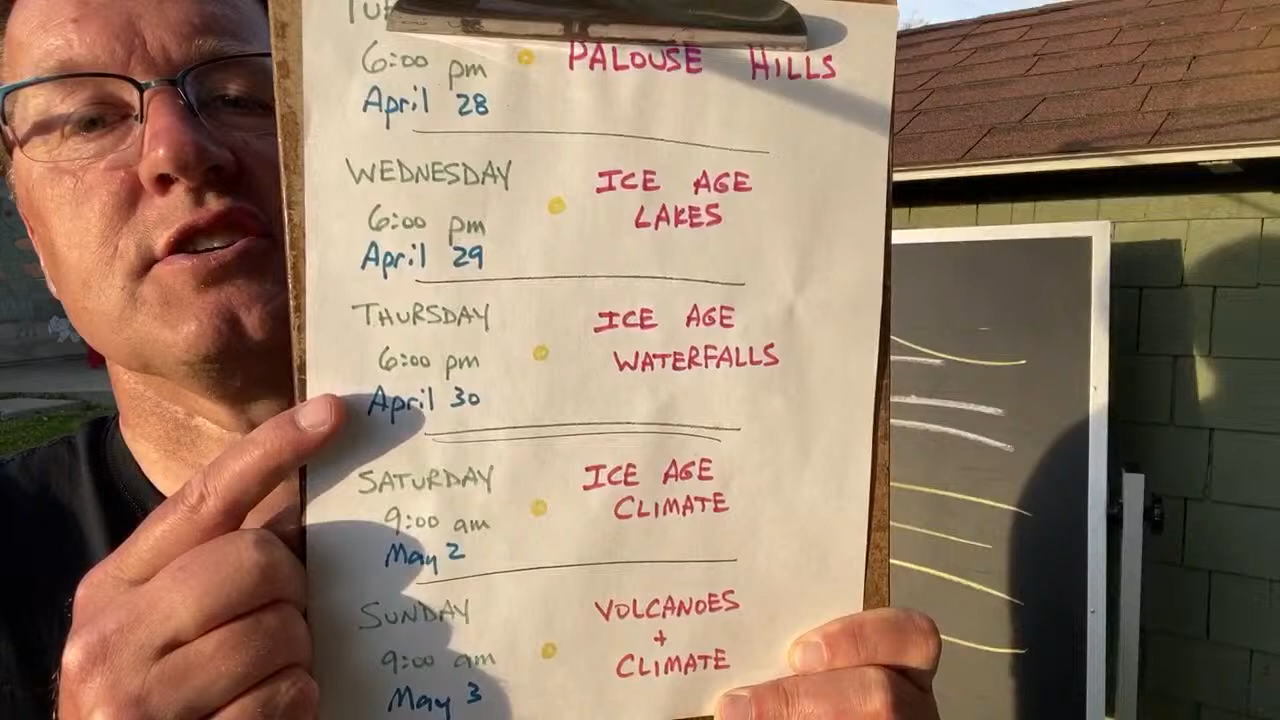 6:00 pm • PALOUSE HILLS
April 28
WEDNESDAY ICE AGE
6:00 pm • LAKES
April 29
THURSDAY ICE AGE
6:00 pm • WATERFALLS
April 30
SATURDAY ICE AGE
9:00 am • CLIMATE
May 2
SUNDAY VOLCANOES
+
9:00 am • CLIMATE
May 3